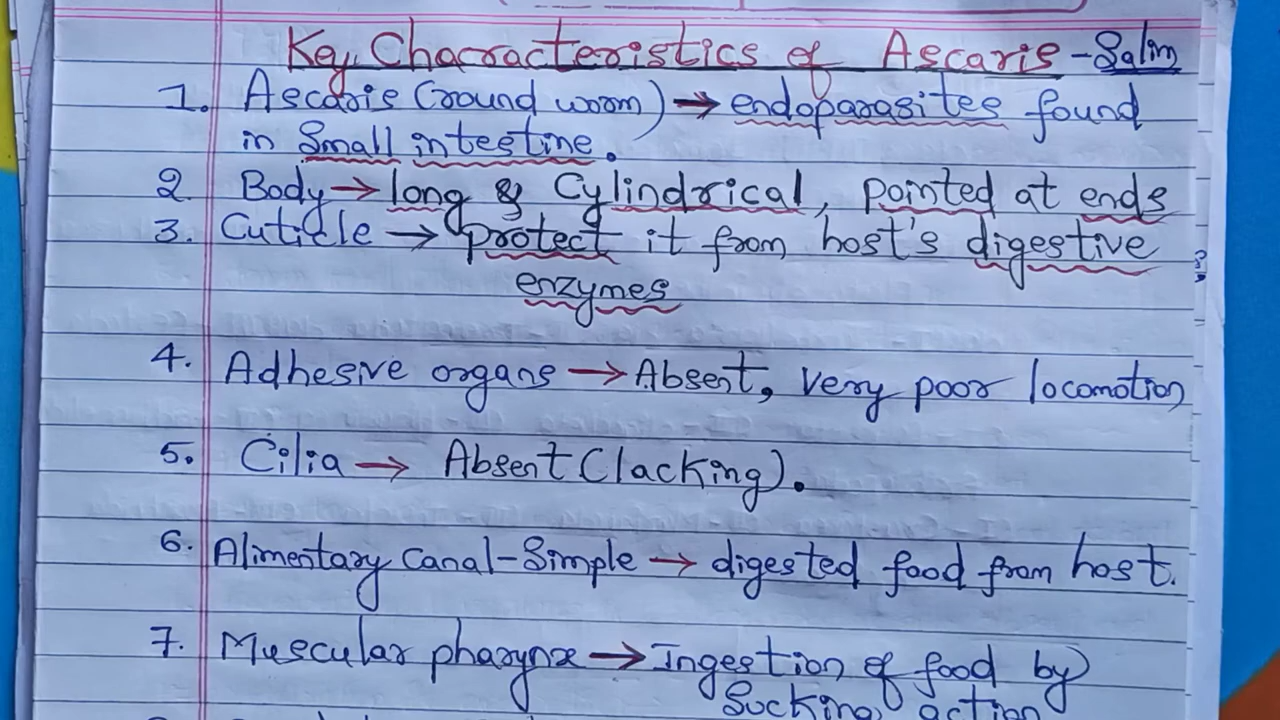 Key Characteristics of Ascaris - Salim
1. Ascaris (round worm) → endoparasites found
in Small intestine.
2 Body → long & Cylindrical, pointed at ends
3. Cuticle → protect it from host's digestive
enzymes
4. Adhesive organs → Absent, very poor locomotion
5. Cilia → Absent (lacking).
6. Alimentary Canal - Simple → digested food from host.
7. Muscular pharynx → Ingestion of food by
Sucking action